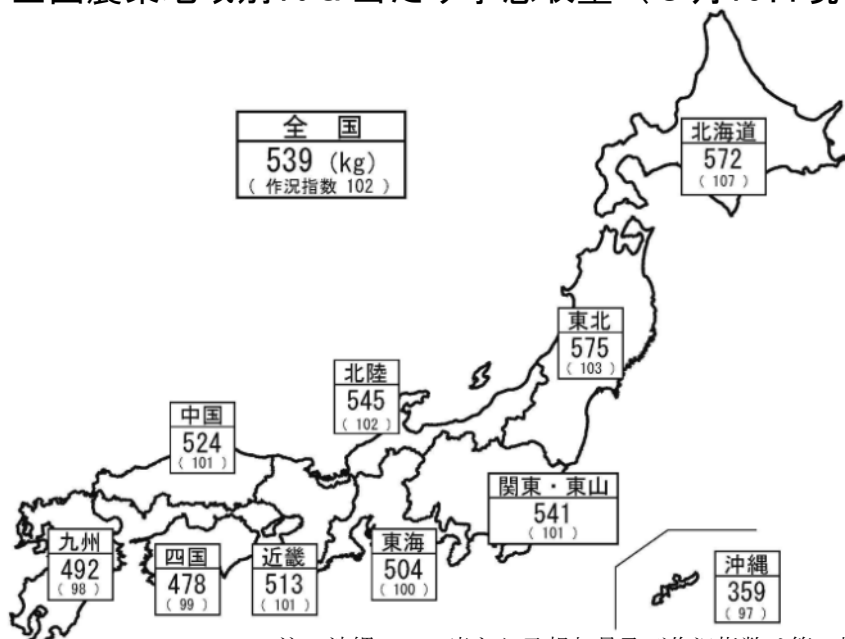 全国
539 (kg)
( 作況指数 102 )
北海道
572
( 107 )
東北
575
( 103 )
北陸
545
( 102 )
中国
524
( 101 )
関東・東山
541
( 101 )
九州
492
( 98 )
四国
478
( 99 )
近畿
513
( 101 )
東海
504
( 100 )
沖縄
359
( 97 )